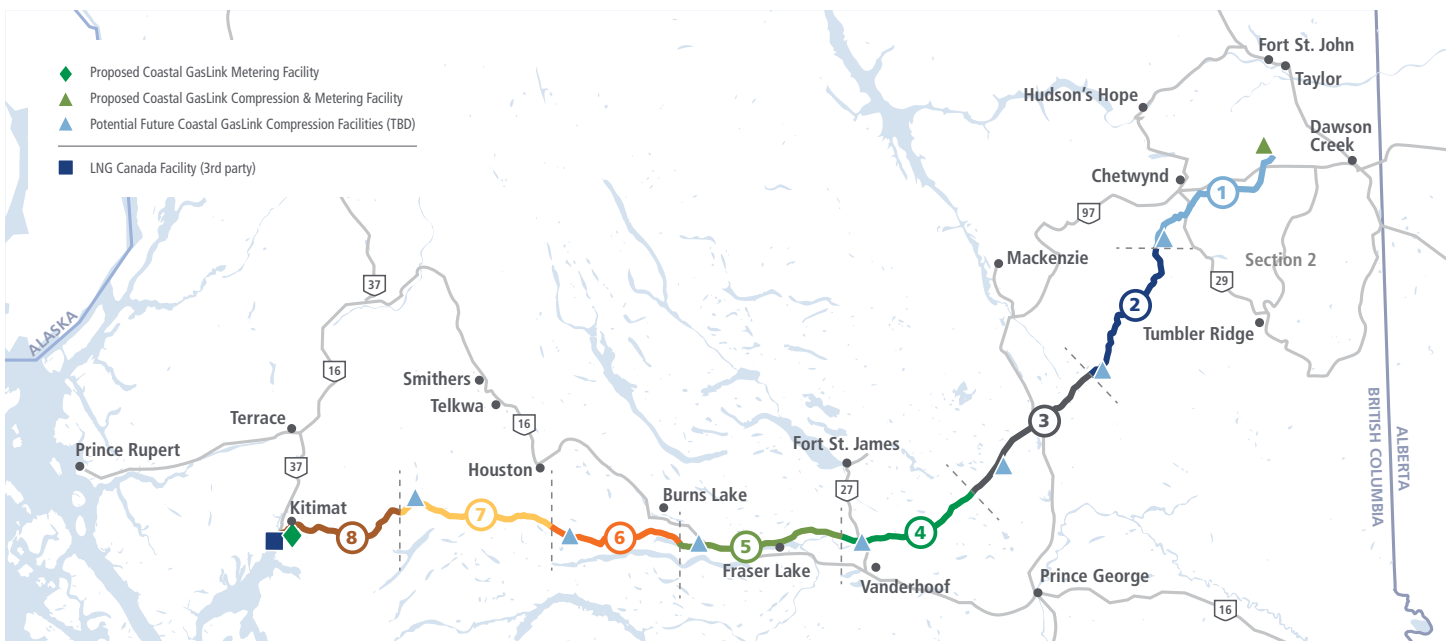 Proposed Coastal GasLink Metering Facility
Proposed Coastal GasLink Compression & Metering Facility
Potential Future Coastal GasLink Compression Facilities (TBD)
LNG Canada Facility (3rd party)
Fort St. John
Taylor
Hudson's Hope
Dawson
Creek
Chetwynd
1
97
Mackenzie
Section 2
29
2
Tumbler Ridge
37
ALASKA
16
Smithers
Telkwa
16
3
BRITISH COLUMBIA
ALBERTA
Terrace
Prince Rupert
37
Houston
Fort St. James
27
Burns Lake
Kitimat
8
7
6
5
4
Fraser Lake
Vanderhoof
Prince George
16